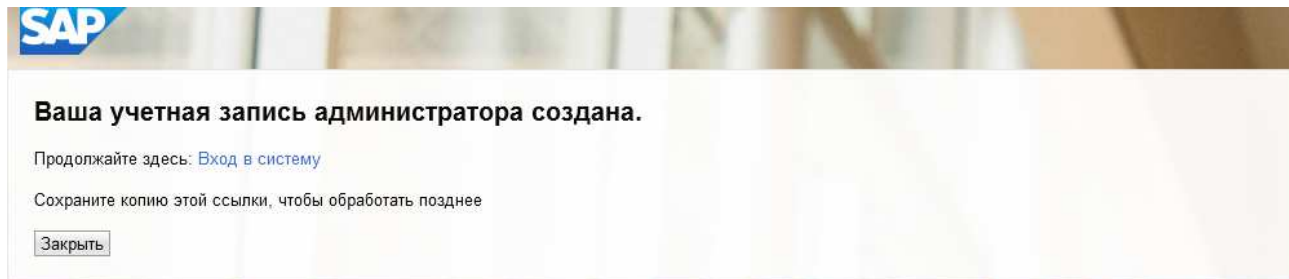 SAP
Ваша учетная запись администратора создана.
Продолжайте здесь: Вход в систему
Сохраните копию этой ссылки, чтобы обработать позднее
Закрыть